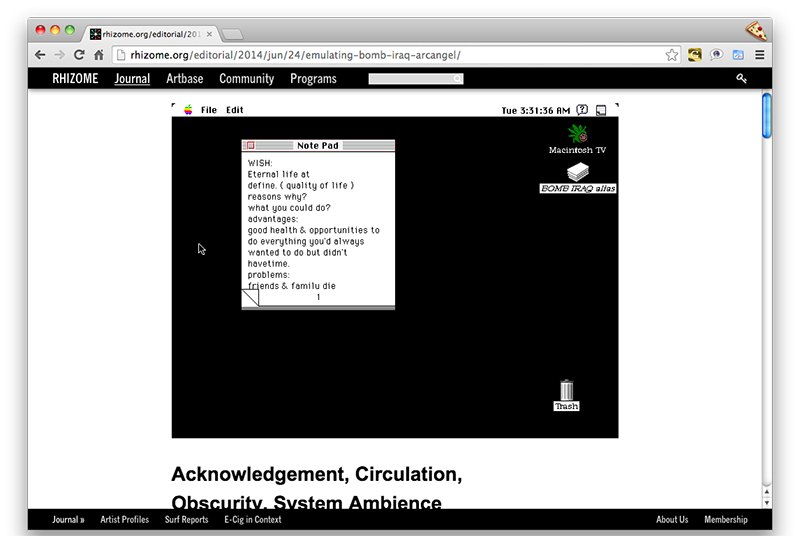 rhizome.org/editorial/201
rhizome.org/editorial/2014/jun/24/emulating-bomb-iraq-arcangel/
RHIZOME Journal Artbase Community Programs
File Edit Tue 3:31:36 AM
Note Pad
WISH:
Eternal life at
define. ( quality of life )
reasons why?
what you could do?
advantages:
good health & opportunities to
do everything you'd always
wanted to do but didn't
havetime.
problems:
friends & family die
1
Macintosh TV
BOMB IRAQ alias
Trash
Acknowledgement, Circulation,
Obscurity, System Ambience
Journal » Artist Profiles Surf Reports E-Cig in Context About Us Membership